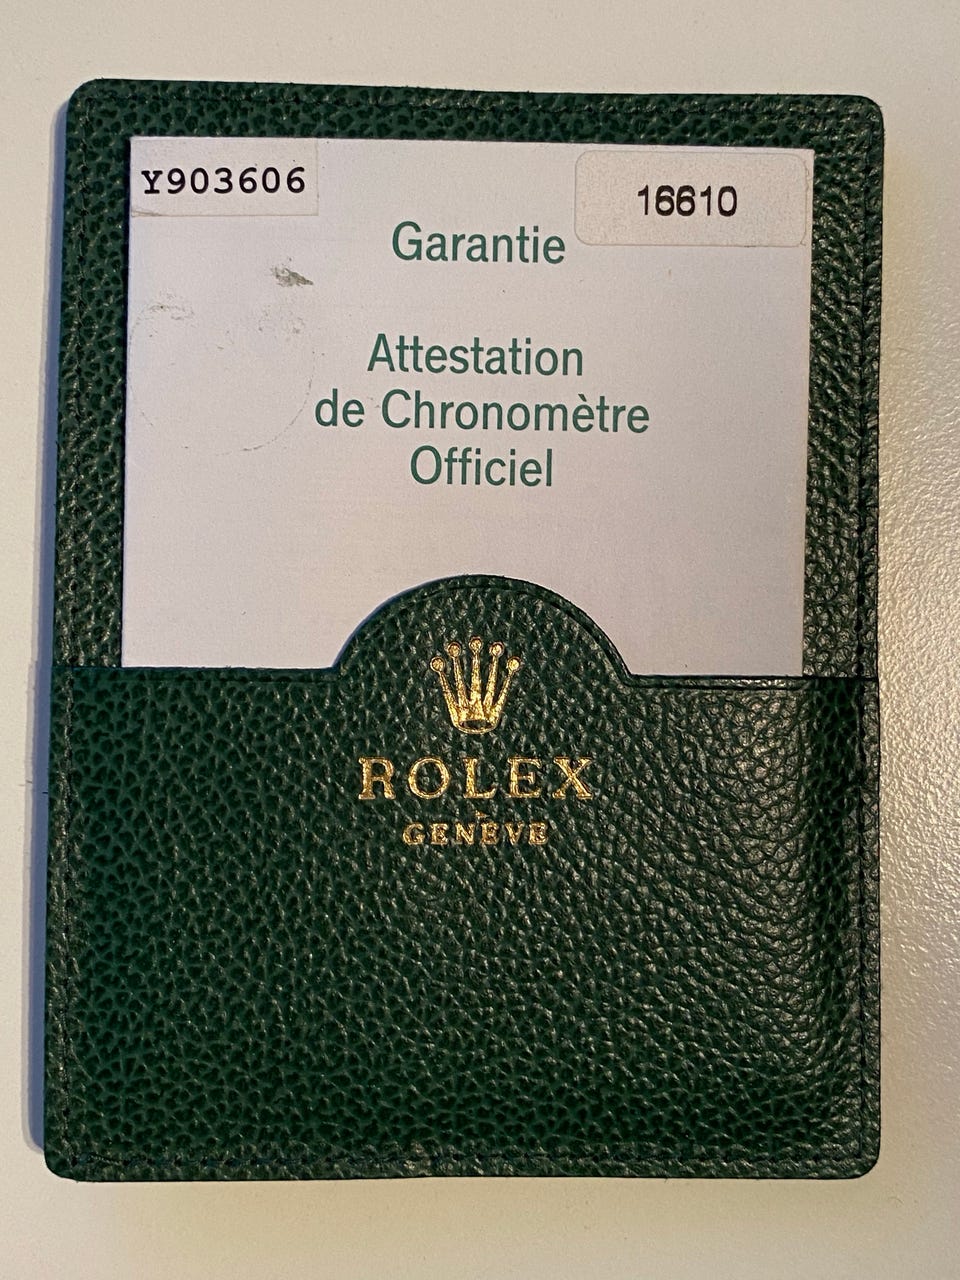 Y903606
16610
Garantie
Attestation
de Chronomètre
Officiel
ROLEX
GENEVE